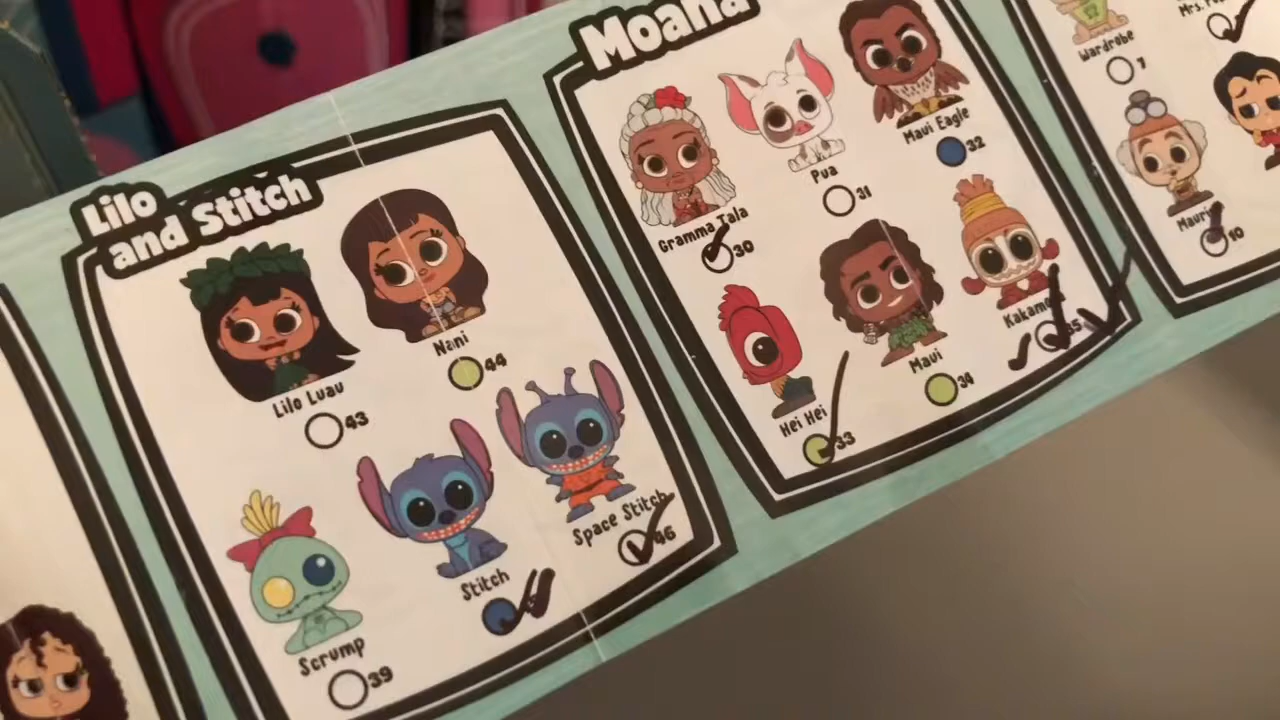 Lilo
and Stitch
Lilo Luau
43
Nani
44
Scrump
39
Stitch
Space Stitch
46
Moana
Gramma Tala
30
Pua
31
Maui Eagle
32
Hei Hei
33
Maui
34
35
Wardrobe
7
10